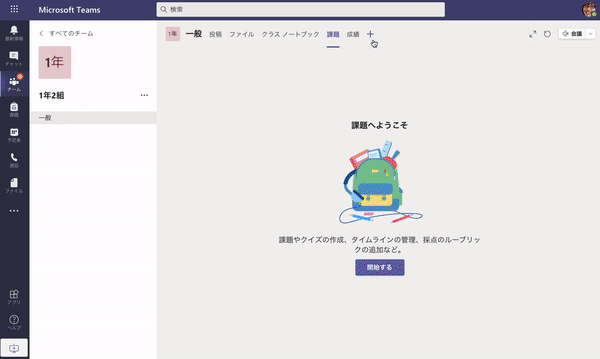 Microsoft Teams
検索
最新情報
チャット
チーム
課題
予定表
通話
ファイル
アプリ
ヘルプ
すべてのチーム
1年
1年2組
一般
1年
一般
投稿
ファイル
クラス ノートブック
課題
成績
会議
課題へようこそ
課題やクイズの作成、タイムラインの管理、採点のルーブリッ
クの追加など。
開始する